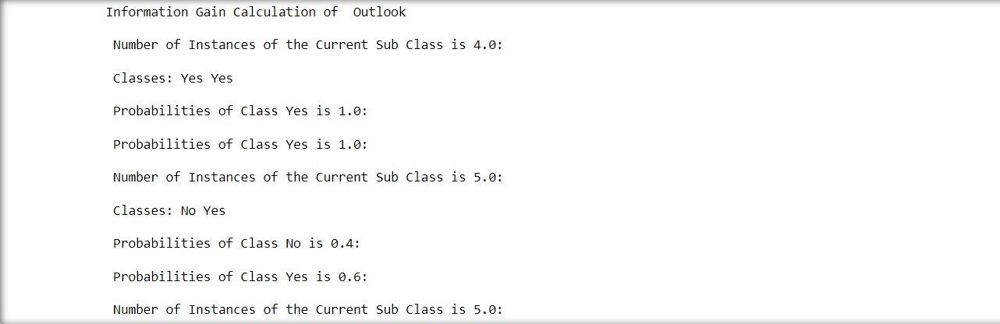 Information Gain Calculation of  Outlook
Number of Instances of the Current Sub Class is 4.0:
Classes: Yes Yes
Probabilities of Class Yes is 1.0:
Probabilities of Class Yes is 1.0:
Number of Instances of the Current Sub Class is 5.0:
Classes: No Yes
Probabilities of Class No is 0.4:
Probabilities of Class Yes is 0.6:
Number of Instances of the Current Sub Class is 5.0: